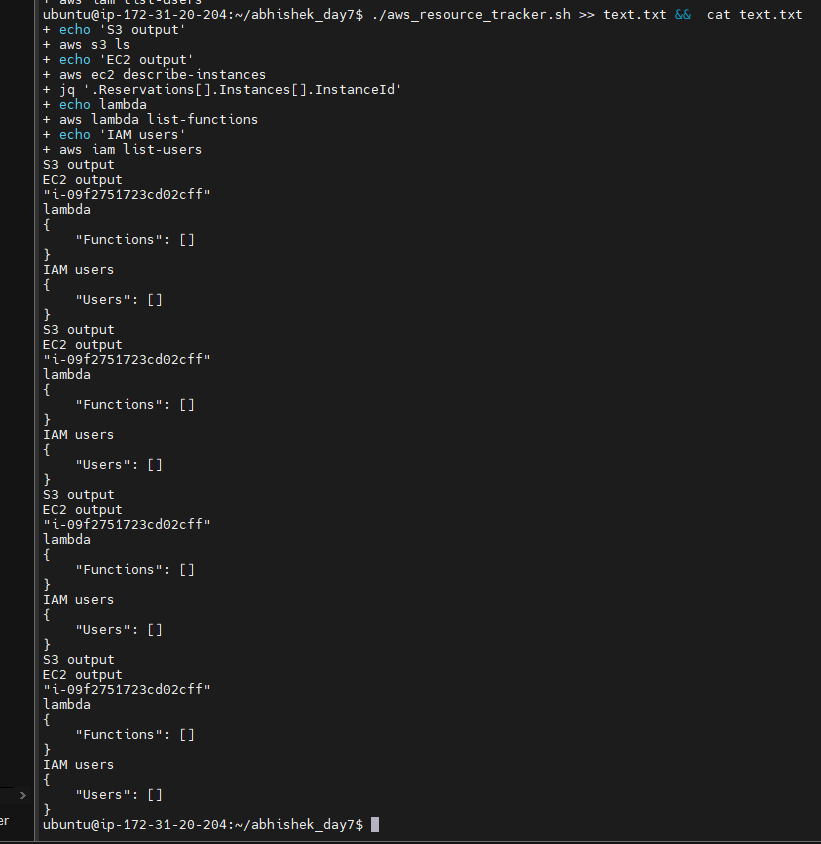 + aws iam list-users
ubuntu@ip-172-31-20-204:~/abhishek_day7$ ./aws_resource_tracker.sh >> text.txt &&  cat text.txt
+ echo 'S3 output'
+ aws s3 ls
+ echo 'EC2 output'
+ aws ec2 describe-instances
+ jq '.Reservations[].Instances[].InstanceId'
+ echo lambda
+ aws lambda list-functions
+ echo 'IAM users'
+ aws iam list-users
S3 output
EC2 output
"i-09f2751723cd02cff"
lambda
{
    "Functions": []
}
IAM users
{
    "Users": []
}
S3 output
EC2 output
"i-09f2751723cd02cff"
lambda
{
    "Functions": []
}
IAM users
{
    "Users": []
}
S3 output
EC2 output
"i-09f2751723cd02cff"
lambda
{
    "Functions": []
}
IAM users
{
    "Users": []
}
S3 output
EC2 output
"i-09f2751723cd02cff"
lambda
{
    "Functions": []
}
IAM users
{
    "Users": []
}
er
ubuntu@ip-172-31-20-204:~/abhishek_day7$